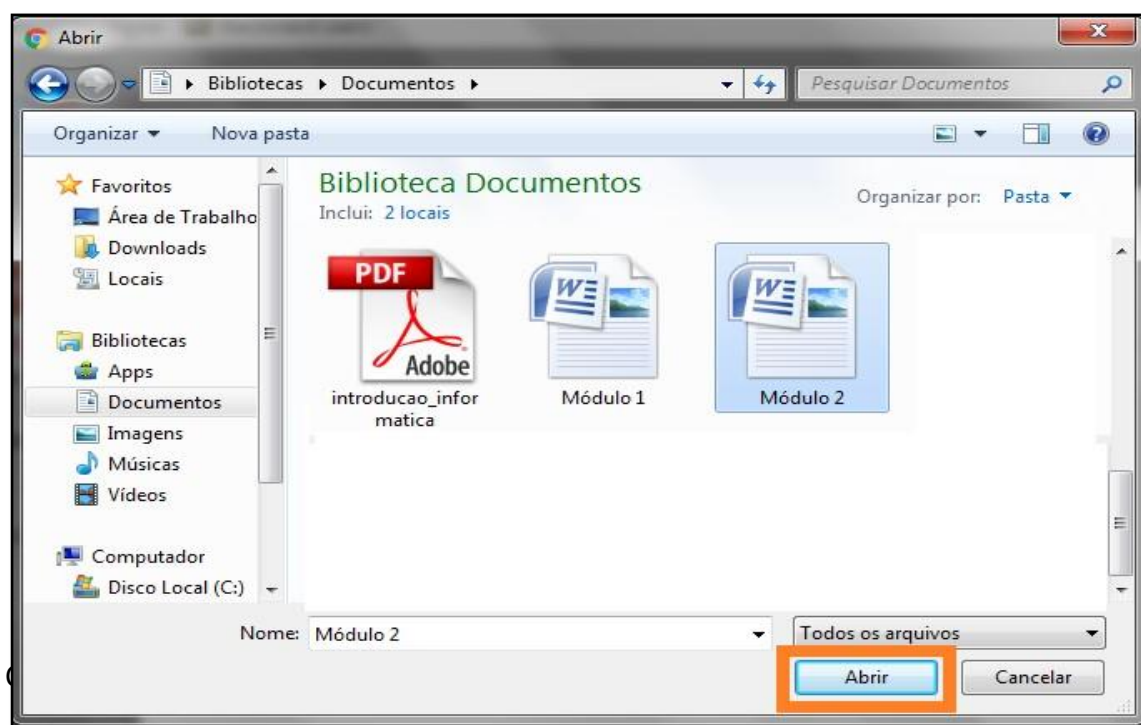 Abrir
Bibliotecas ▸ Documentos ▸
Pesquisar Documentos
Organizar
Nova pasta
Favoritos
Área de Trabalho
Downloads
Locais
Bibliotecas
Apps
Documentos
Imagens
Músicas
Vídeos
Computador
Disco Local (C:)
Biblioteca Documentos
Inclui: 2 locais
Organizar por: Pasta
PDF
Adobe
introducao_infor
matica
W
Módulo 1
W
Módulo 2
Nome: Módulo 2
Todos os arquivos
Abrir
Cancelar